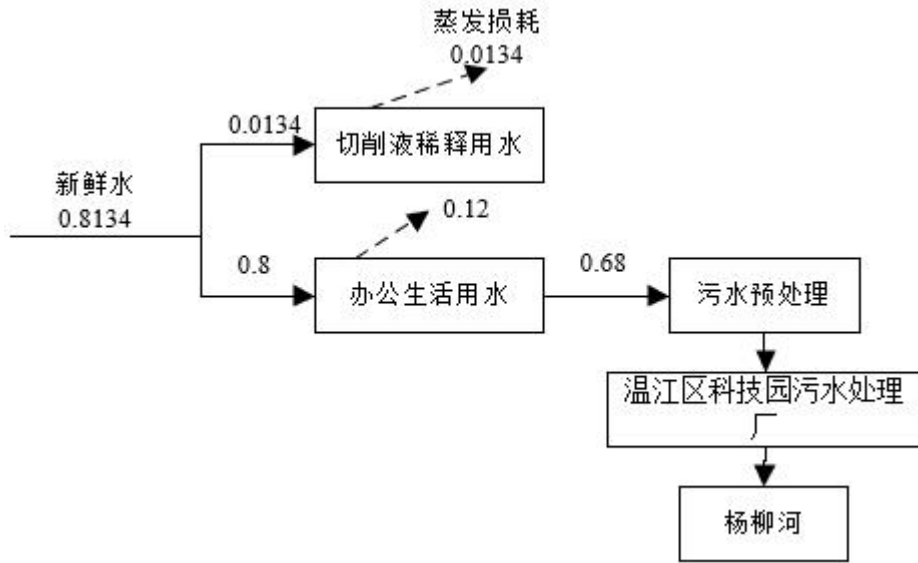 蒸发损耗
0.0134
0.0134
切削液稀释用水
新鲜水
0.8134
0.12
0.8
办公生活用水
0.68
污水预处理
温江区科技园污水处理
厂
杨柳河